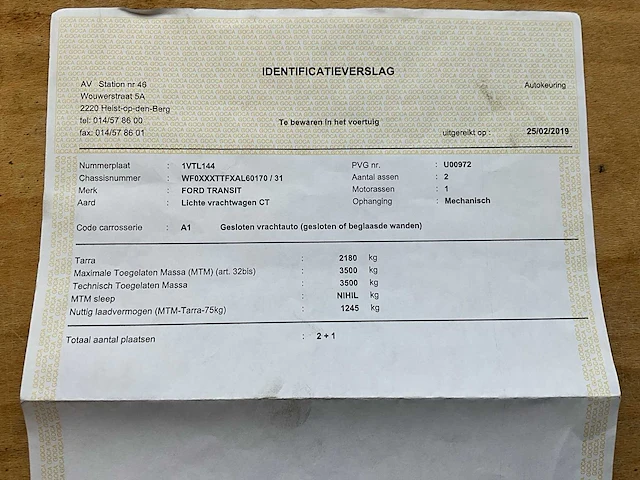 IDENTIFICATIEVERSLAG
AV Station nr 46
Wouwerstraat 5A
2220 Heist-op-den-Berg
tel: 014/57 86 00
fax: 014/57 86 01
Autokeuring
Te bewaren in het voertuig
uitgereikt op : 25/02/2019
Nummerplaat : 1VTL144
Chassisnummer : WF0XXXTTFXAL60170 / 31
Merk : FORD TRANSIT
Aard : Lichte vrachtwagen CT
PVG nr. : U00972
Aantal assen : 2
Motorassen : 1
Ophanging : Mechanisch
Code carrosserie : A1 Gesloten vrachtauto (gesloten of beglaasde wanden)
Tarra : 2180 kg
Maximale Toegelaten Massa (MTM) (art. 32bis) : 3500 kg
Technisch Toegelaten Massa : 3500 kg
MTM sleep : NIHIL kg
Nuttig laadvermogen (MTM-Tarra-75kg) : 1245 kg
Totaal aantal plaatsen : 2 + 1